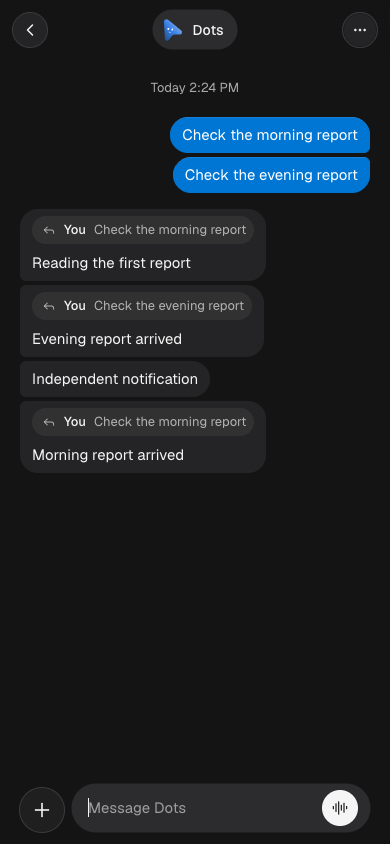 Dots
Today 2:24 PM
Check the morning report
Check the evening report
You Check the morning report
Reading the first report
You Check the evening report
Evening report arrived
Independent notification
You Check the morning report
Morning report arrived
Message Dots